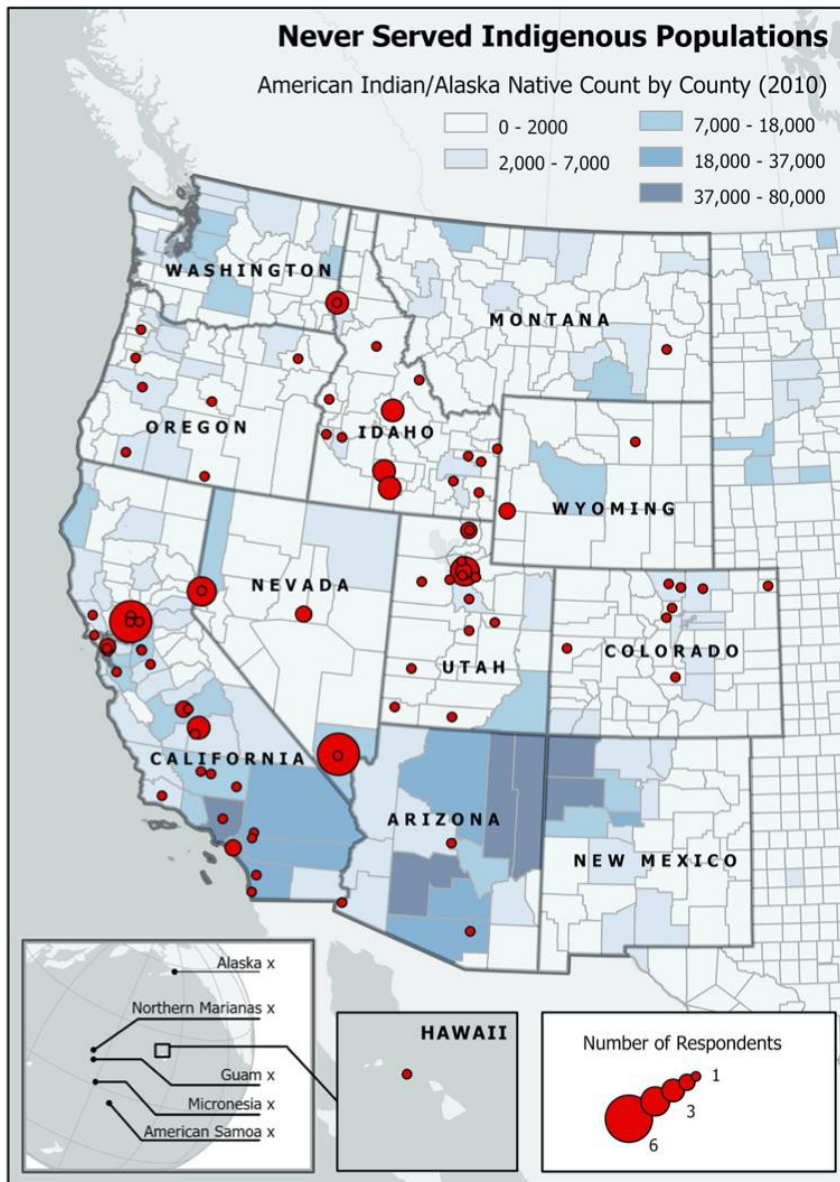 Never Served Indigenous Populations
American Indian/Alaska Native Count by County (2010)
0 - 2000
7,000 - 18,000
2,000 - 7,000
18,000 - 37,000
37,000 - 80,000
WASHINGTON
MONTANA
OREGON
IDAHO
WYOMING
NEVADA
UTAH
COLORADO
CALIFORNIA
ARIZONA
NEW MEXICO
Alaska x
Northern Marianas x
Guam x
Micronesia x
American Samoa x
HAWAII
Number of Respondents
1
3
6